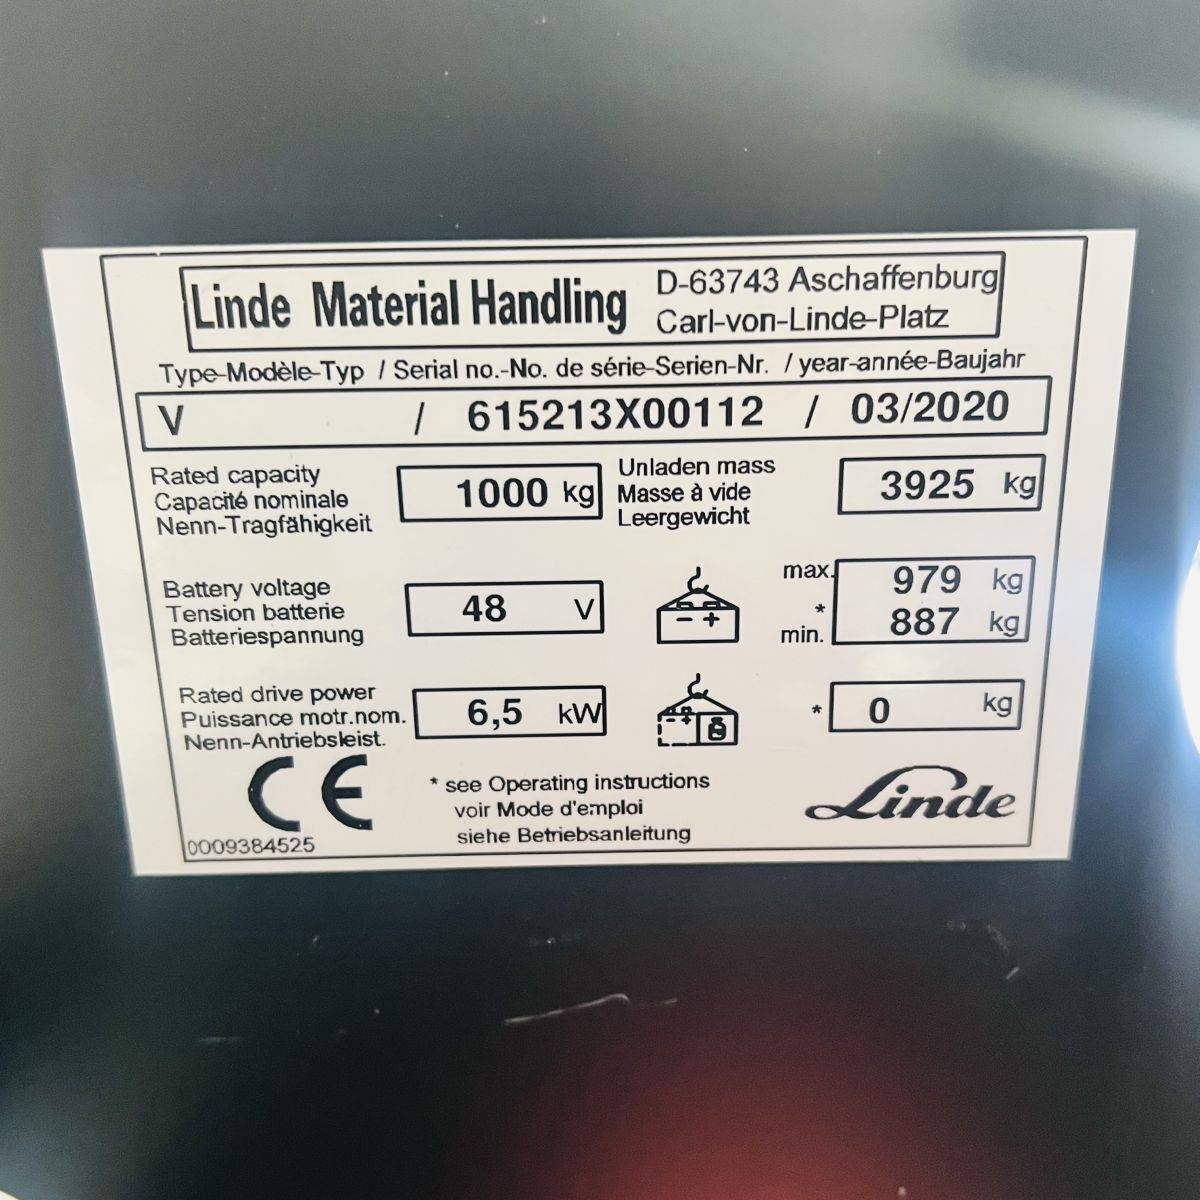 Linde Material Handling
D-63743 Aschaffenburg
Carl-von-Linde-Platz
Type-Modèle-Typ / Serial no.-No. de série-Serien-Nr. / year-année-Baujahr
V / 615213X00112 / 03/2020
Rated capacity
Capacité nominale
Nenn-Tragfähigkeit
1000 kg
Unladen mass
Masse à vide
Leergewicht
3925 kg
Battery voltage
Tension batterie
Batteriespannung
48 V
- +
max. 979 kg
*
min. 887 kg
Rated drive power
Puissance motr.nom.
Nenn-Antriebsleist.
6,5 kW
- +
* 0 kg
CE
0009384525
* see Operating instructions
voir Mode d'emploi
siehe Betriebsanleitung
Linde